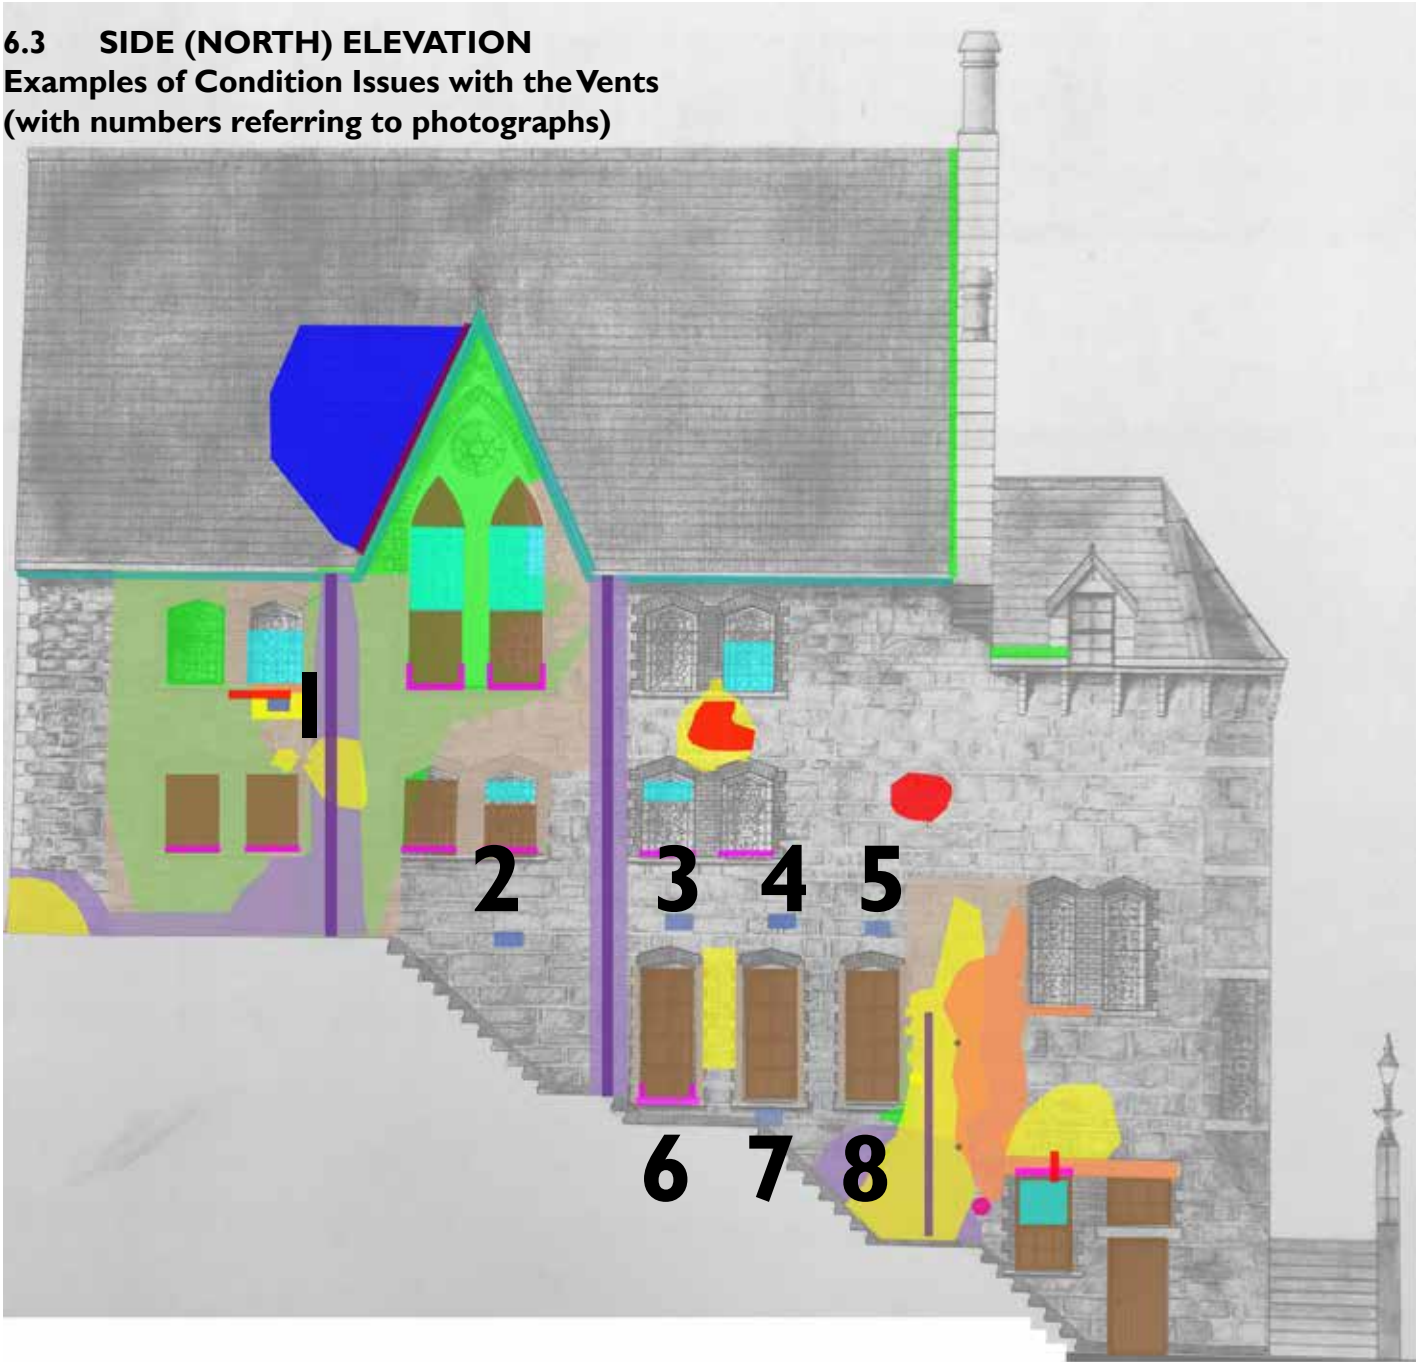 6.3 SIDE (NORTH) ELEVATION
Examples of Condition Issues with the Vents
(with numbers referring to photographs)
1
2
3 4 5
6 7 8